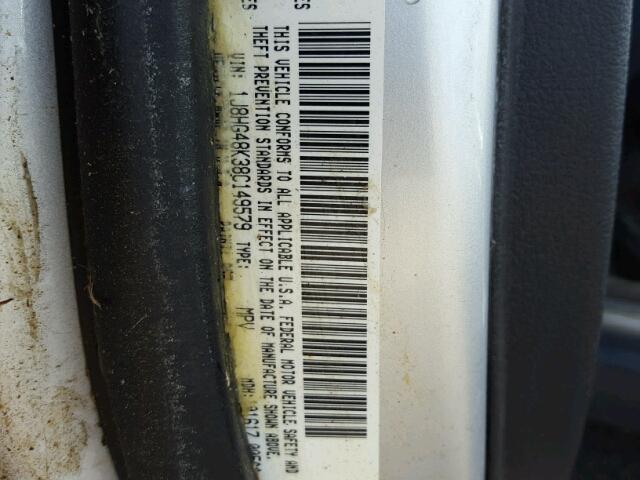 THIS VEHICLE CONFORMS TO ALL APPLICABLE U.S.A. FEDERAL MOTOR VEHICLE SAFETY AND
THEFT PREVENTION STANDARDS IN EFFECT ON THE DATE OF MANUFACTURE SHOWN ABOVE.
VIN: 1J8HG48K38C149579 TYPE: MPV MDH: